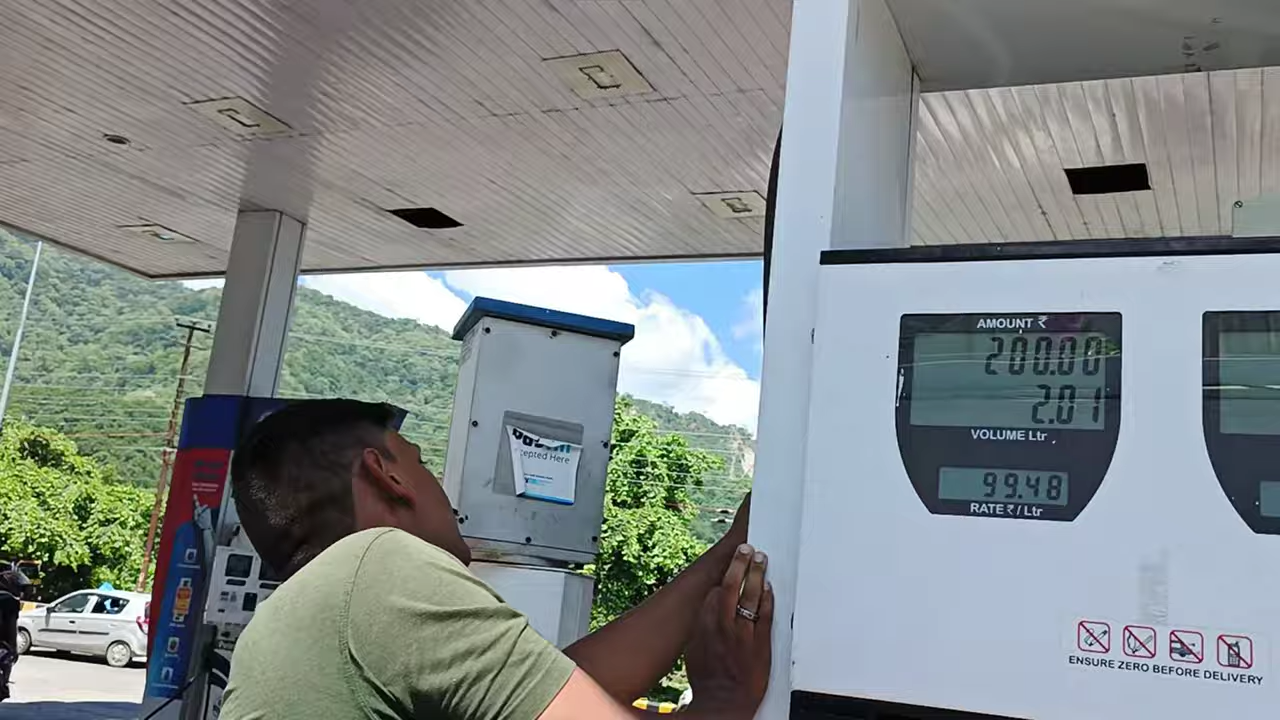 AMOUNT ₹
200.00
2.01
VOLUME Ltr
99.48
RATE ₹ / Ltr
ENSURE ZERO BEFORE DELIVERY
cepted Here